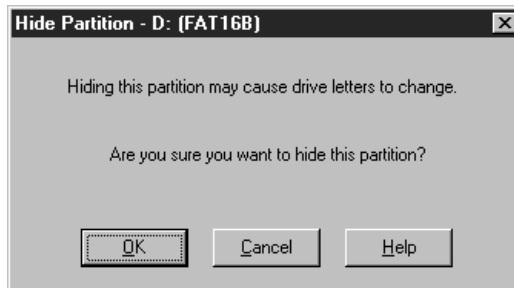 Hide Partition - D: (FAT16B)
Hiding this partition may cause drive letters to change.
Are you sure you want to hide this partition?
OK Cancel Help